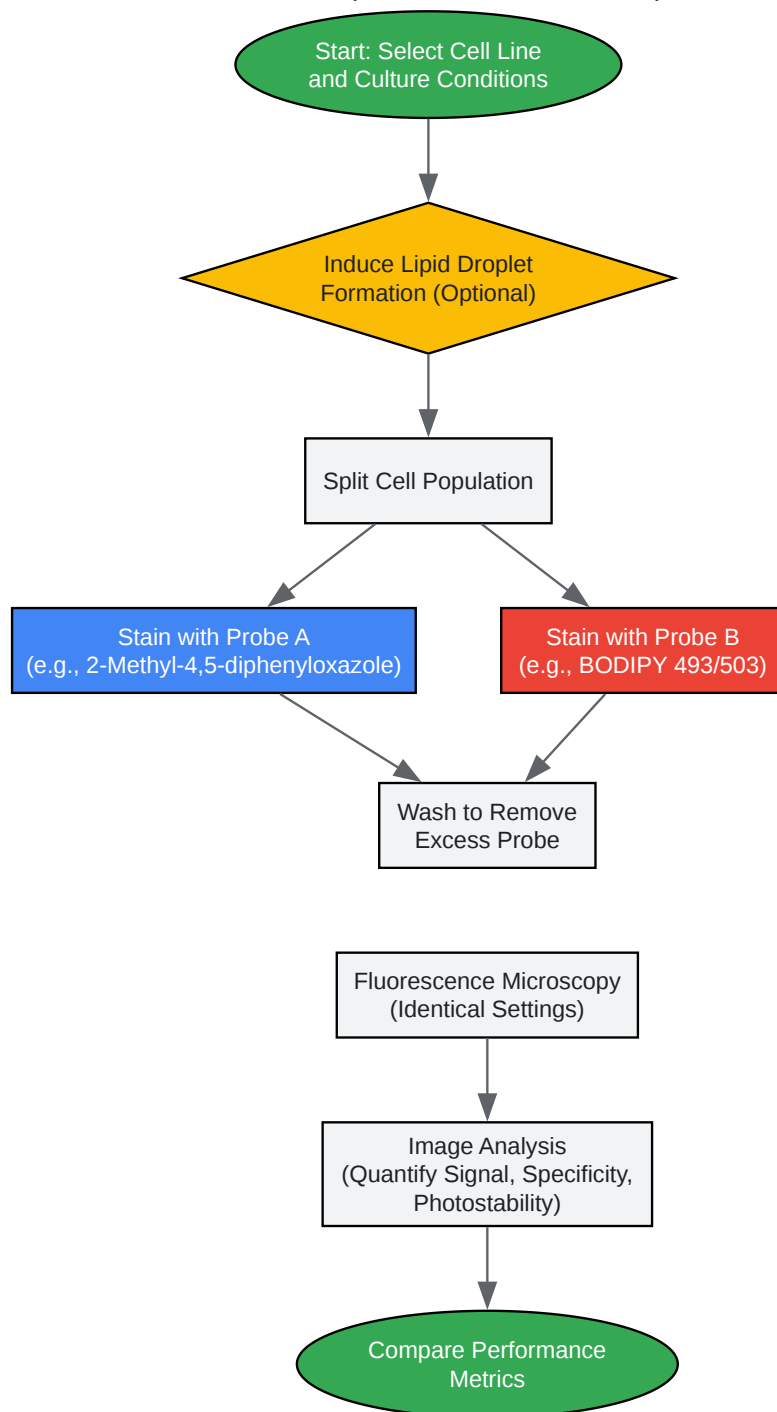 Start: Select Cell Line
and Culture Conditions
Induce Lipid Droplet
Formation (Optional)
Split Cell Population
Stain with Probe A
(e.g., 2-Methyl-4,5-diphenyloxazole)
Stain with Probe B
(e.g., BODIPY 493/503)
Wash to Remove
Excess Probe
Fluorescence Microscopy
(Identical Settings)
Image Analysis
(Quantify Signal, Specificity,
Photostability)
Compare Performance
Metrics